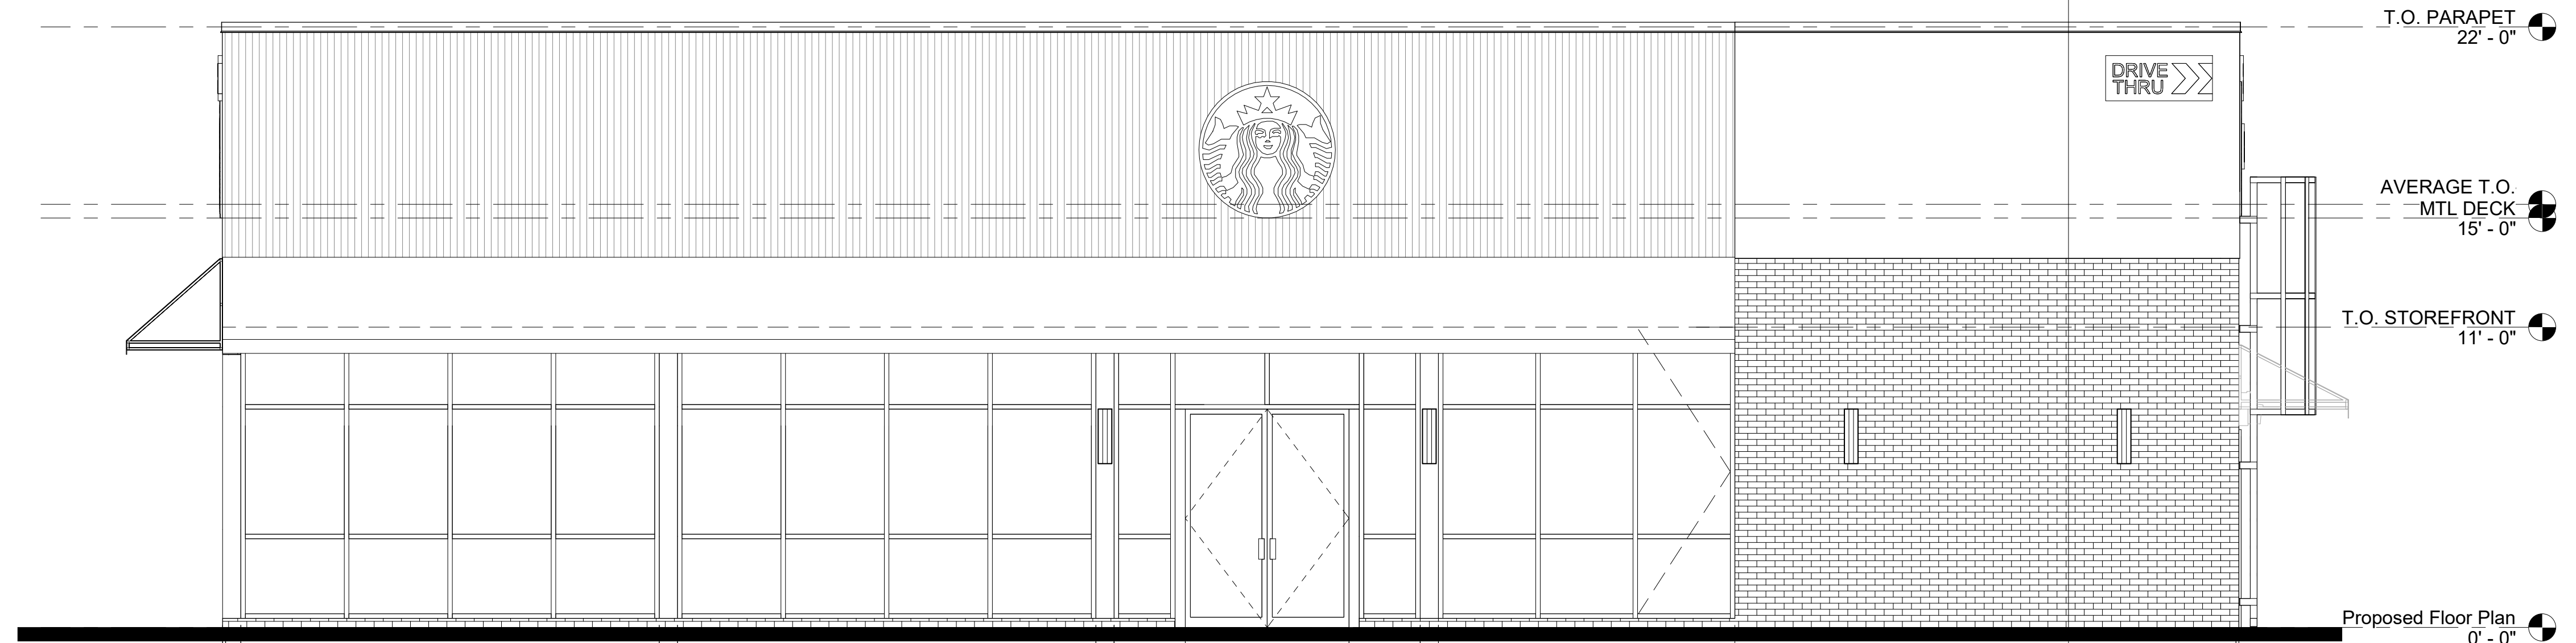 T.O. PARAPET
22' - 0"
DRIVE
THRU
AVERAGE T.O.
MTL DECK
15' - 0"
T.O. STOREFRONT
11' - 0"
Proposed Floor Plan
0' - 0"